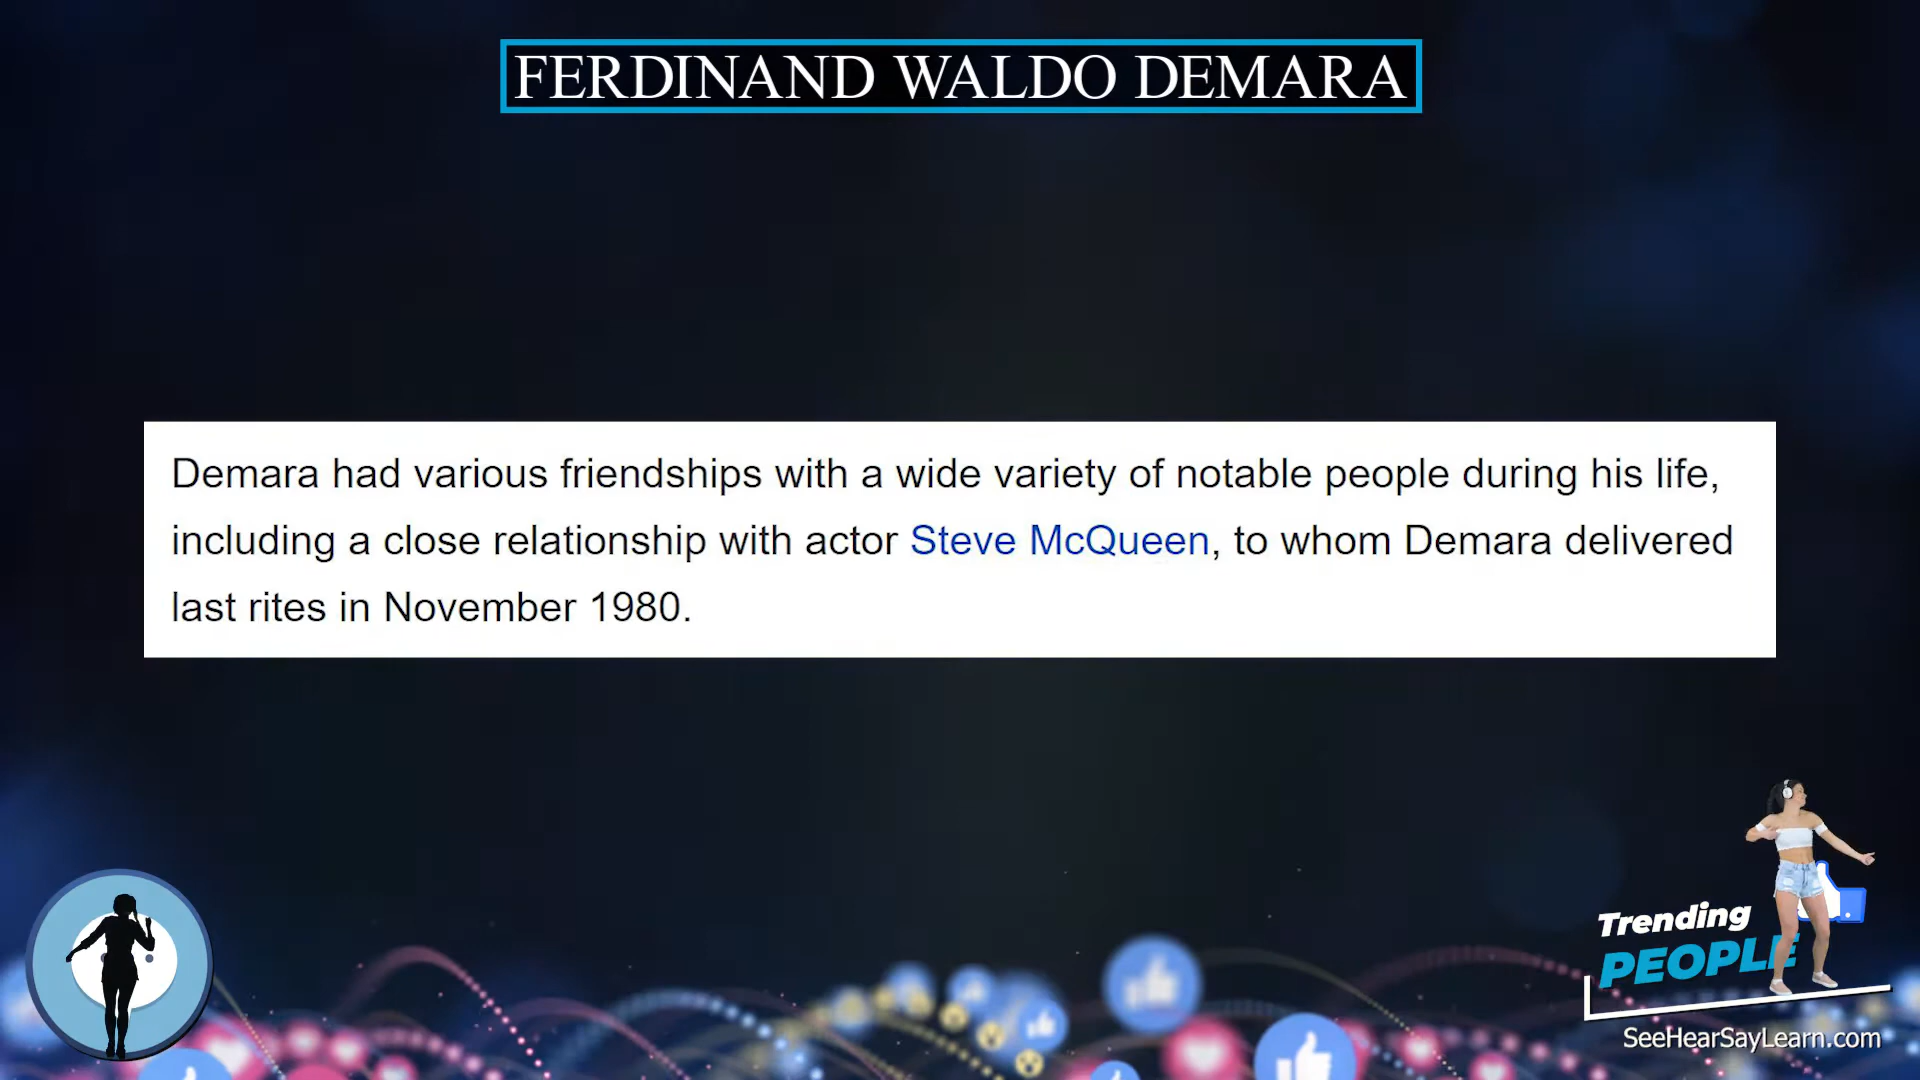 FERDINAND WALDO DEMARA
Demara had various friendships with a wide variety of notable people during his life,
including a close relationship with actor Steve McQueen, to whom Demara delivered
last rites in November 1980.
Trending
PEOPLE
SeeHearSayLearn.com